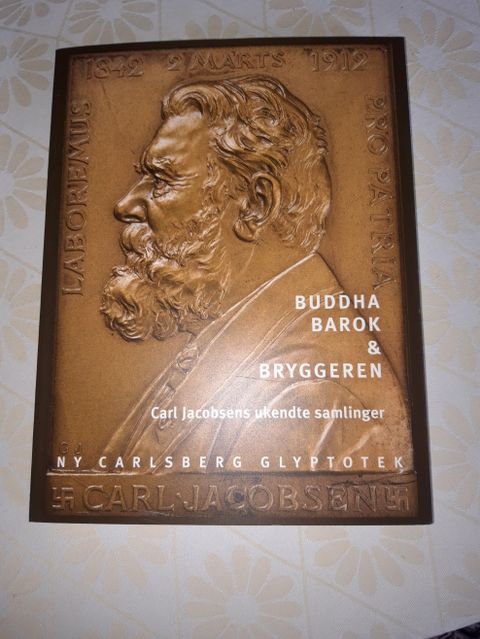 1842 2 MARTS 1912
LABOREMUS
PRO PATRIA
BUDDHA
BAROK
&
BRYGGEREN
Carl Jacobsens ukendte samlinger
NY CARLSBERG GLYPTOTEK
CARL·JACOBSEN